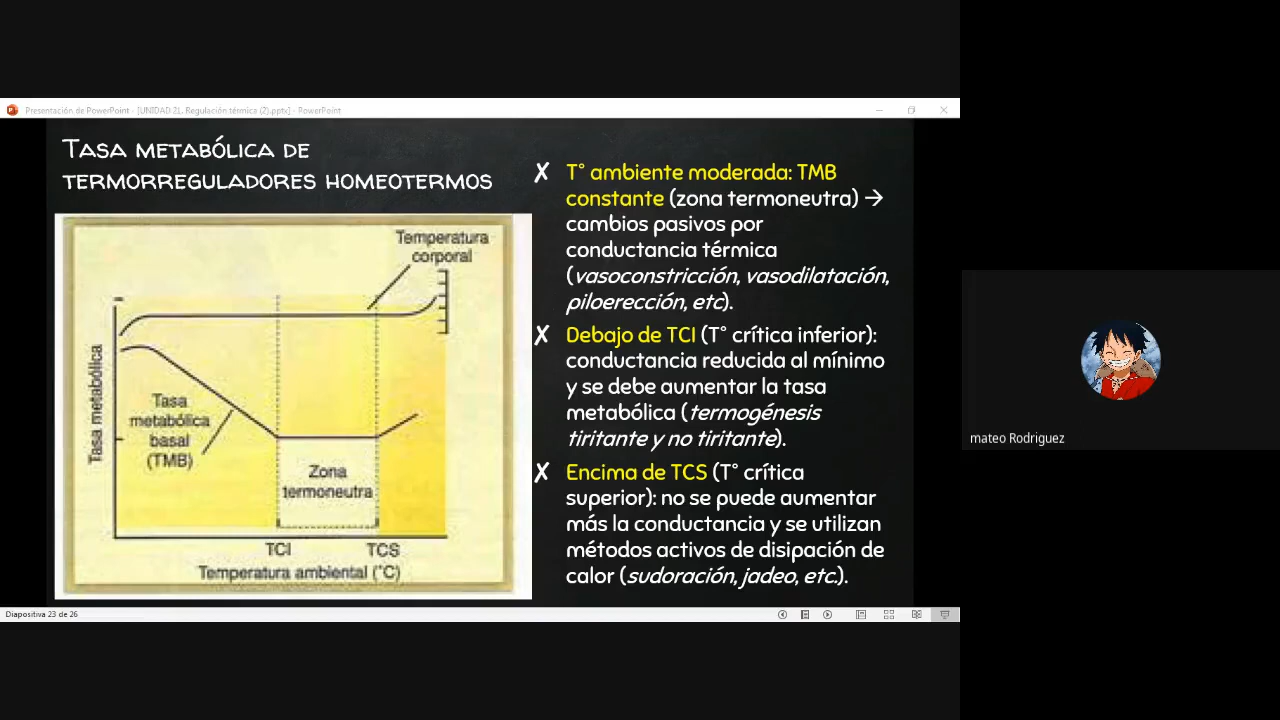 Presentación de PowerPoint - [UNIDAD 2). Regulación térmica (2).pptx] - PowerPoint
TASA METABÓLICA DE
TERMORREGULADORES HOMEOTERMOS
Temperatura
corporal
Tasa metabólica
Tasa
metabólica
basal
(TMB)
Zona
termoneutra
TCI
TCS
Temperatura ambiental (°C)
✗ T° ambiente moderada: TMB
constante (zona termoneutra) →
cambios pasivos por
conductancia térmica
(vasoconstricción, vasodilatación,
piloerección, etc).
✗ Debajo de TCI (T° crítica inferior):
conductancia reducida al mínimo
y se debe aumentar la tasa
metabólica (termogénesis
tiritante y no tiritante).
✗ Encima de TCS (T° crítica
superior): no se puede aumentar
más la conductancia y se utilizan
métodos activos de disipación de
calor (sudoración, jadeo, etc.).
Diapositiva 23 de 26
mateo Rodriguez